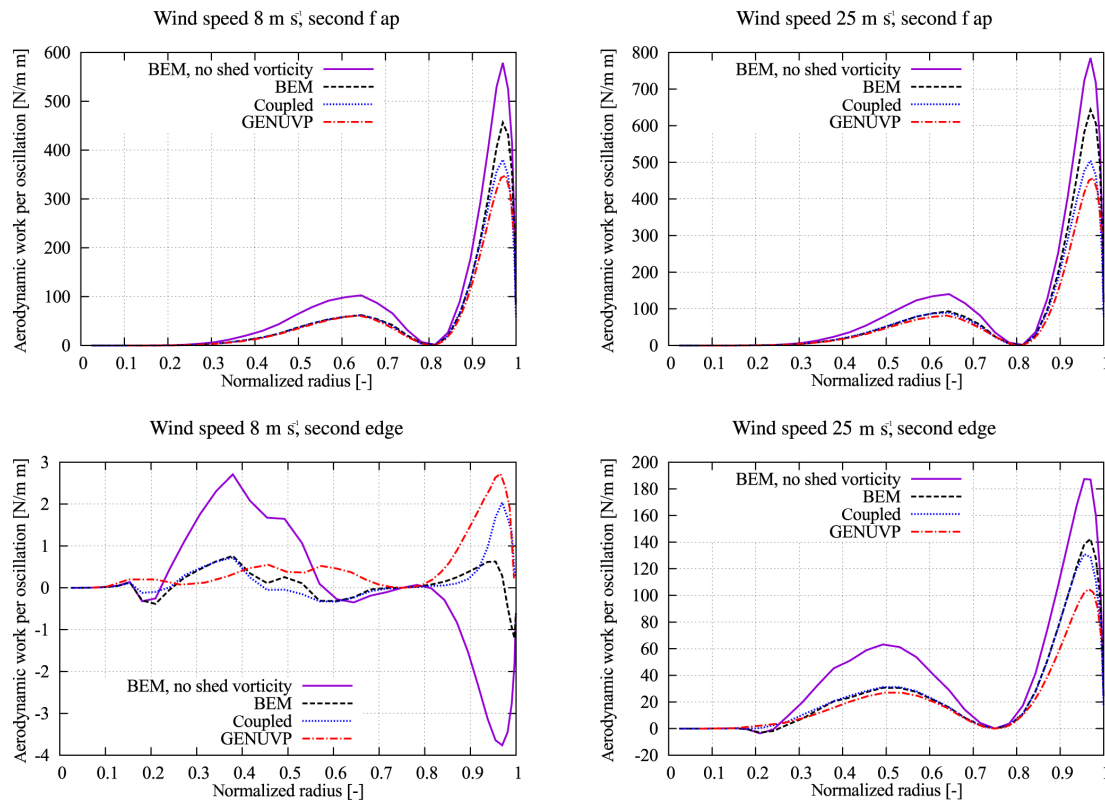 Wind speed 8 m s⁻¹, second f ap
Aerodynamic work per oscillation [N/m m]
600
500
400
300
200
100
0
BEM, no shed vorticity
BEM
Coupled
GENUVP
0 0.1 0.2 0.3 0.4 0.5 0.6 0.7 0.8 0.9 1
Normalized radius [-]
Wind speed 25 m s⁻¹, second f ap
Aerodynamic work per oscillation [N/m m]
800
700
600
500
400
300
200
100
0
BEM, no shed vorticity
BEM
Coupled
GENUVP
0 0.1 0.2 0.3 0.4 0.5 0.6 0.7 0.8 0.9 1
Normalized radius [-]
Wind speed 8 m s⁻¹, second edge
Aerodynamic work per oscillation [N/m m]
3
2
1
0
-1
-2
-3
-4
BEM, no shed vorticity
BEM
Coupled
GENUVP
0 0.1 0.2 0.3 0.4 0.5 0.6 0.7 0.8 0.9 1
Normalized radius [-]
Wind speed 25 m s⁻¹, second edge
Aerodynamic work per oscillation [N/m m]
200
180
160
140
120
100
80
60
40
20
0
-20
BEM, no shed vorticity
BEM
Coupled
GENUVP
0 0.1 0.2 0.3 0.4 0.5 0.6 0.7 0.8 0.9 1
Normalized radius [-]